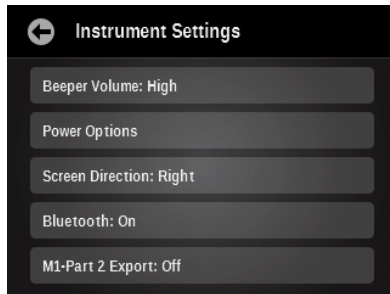 Instrument Settings
Beeper Volume: High
Power Options
Screen Direction: Right
Bluetooth: On
M1-Part 2 Export: Off